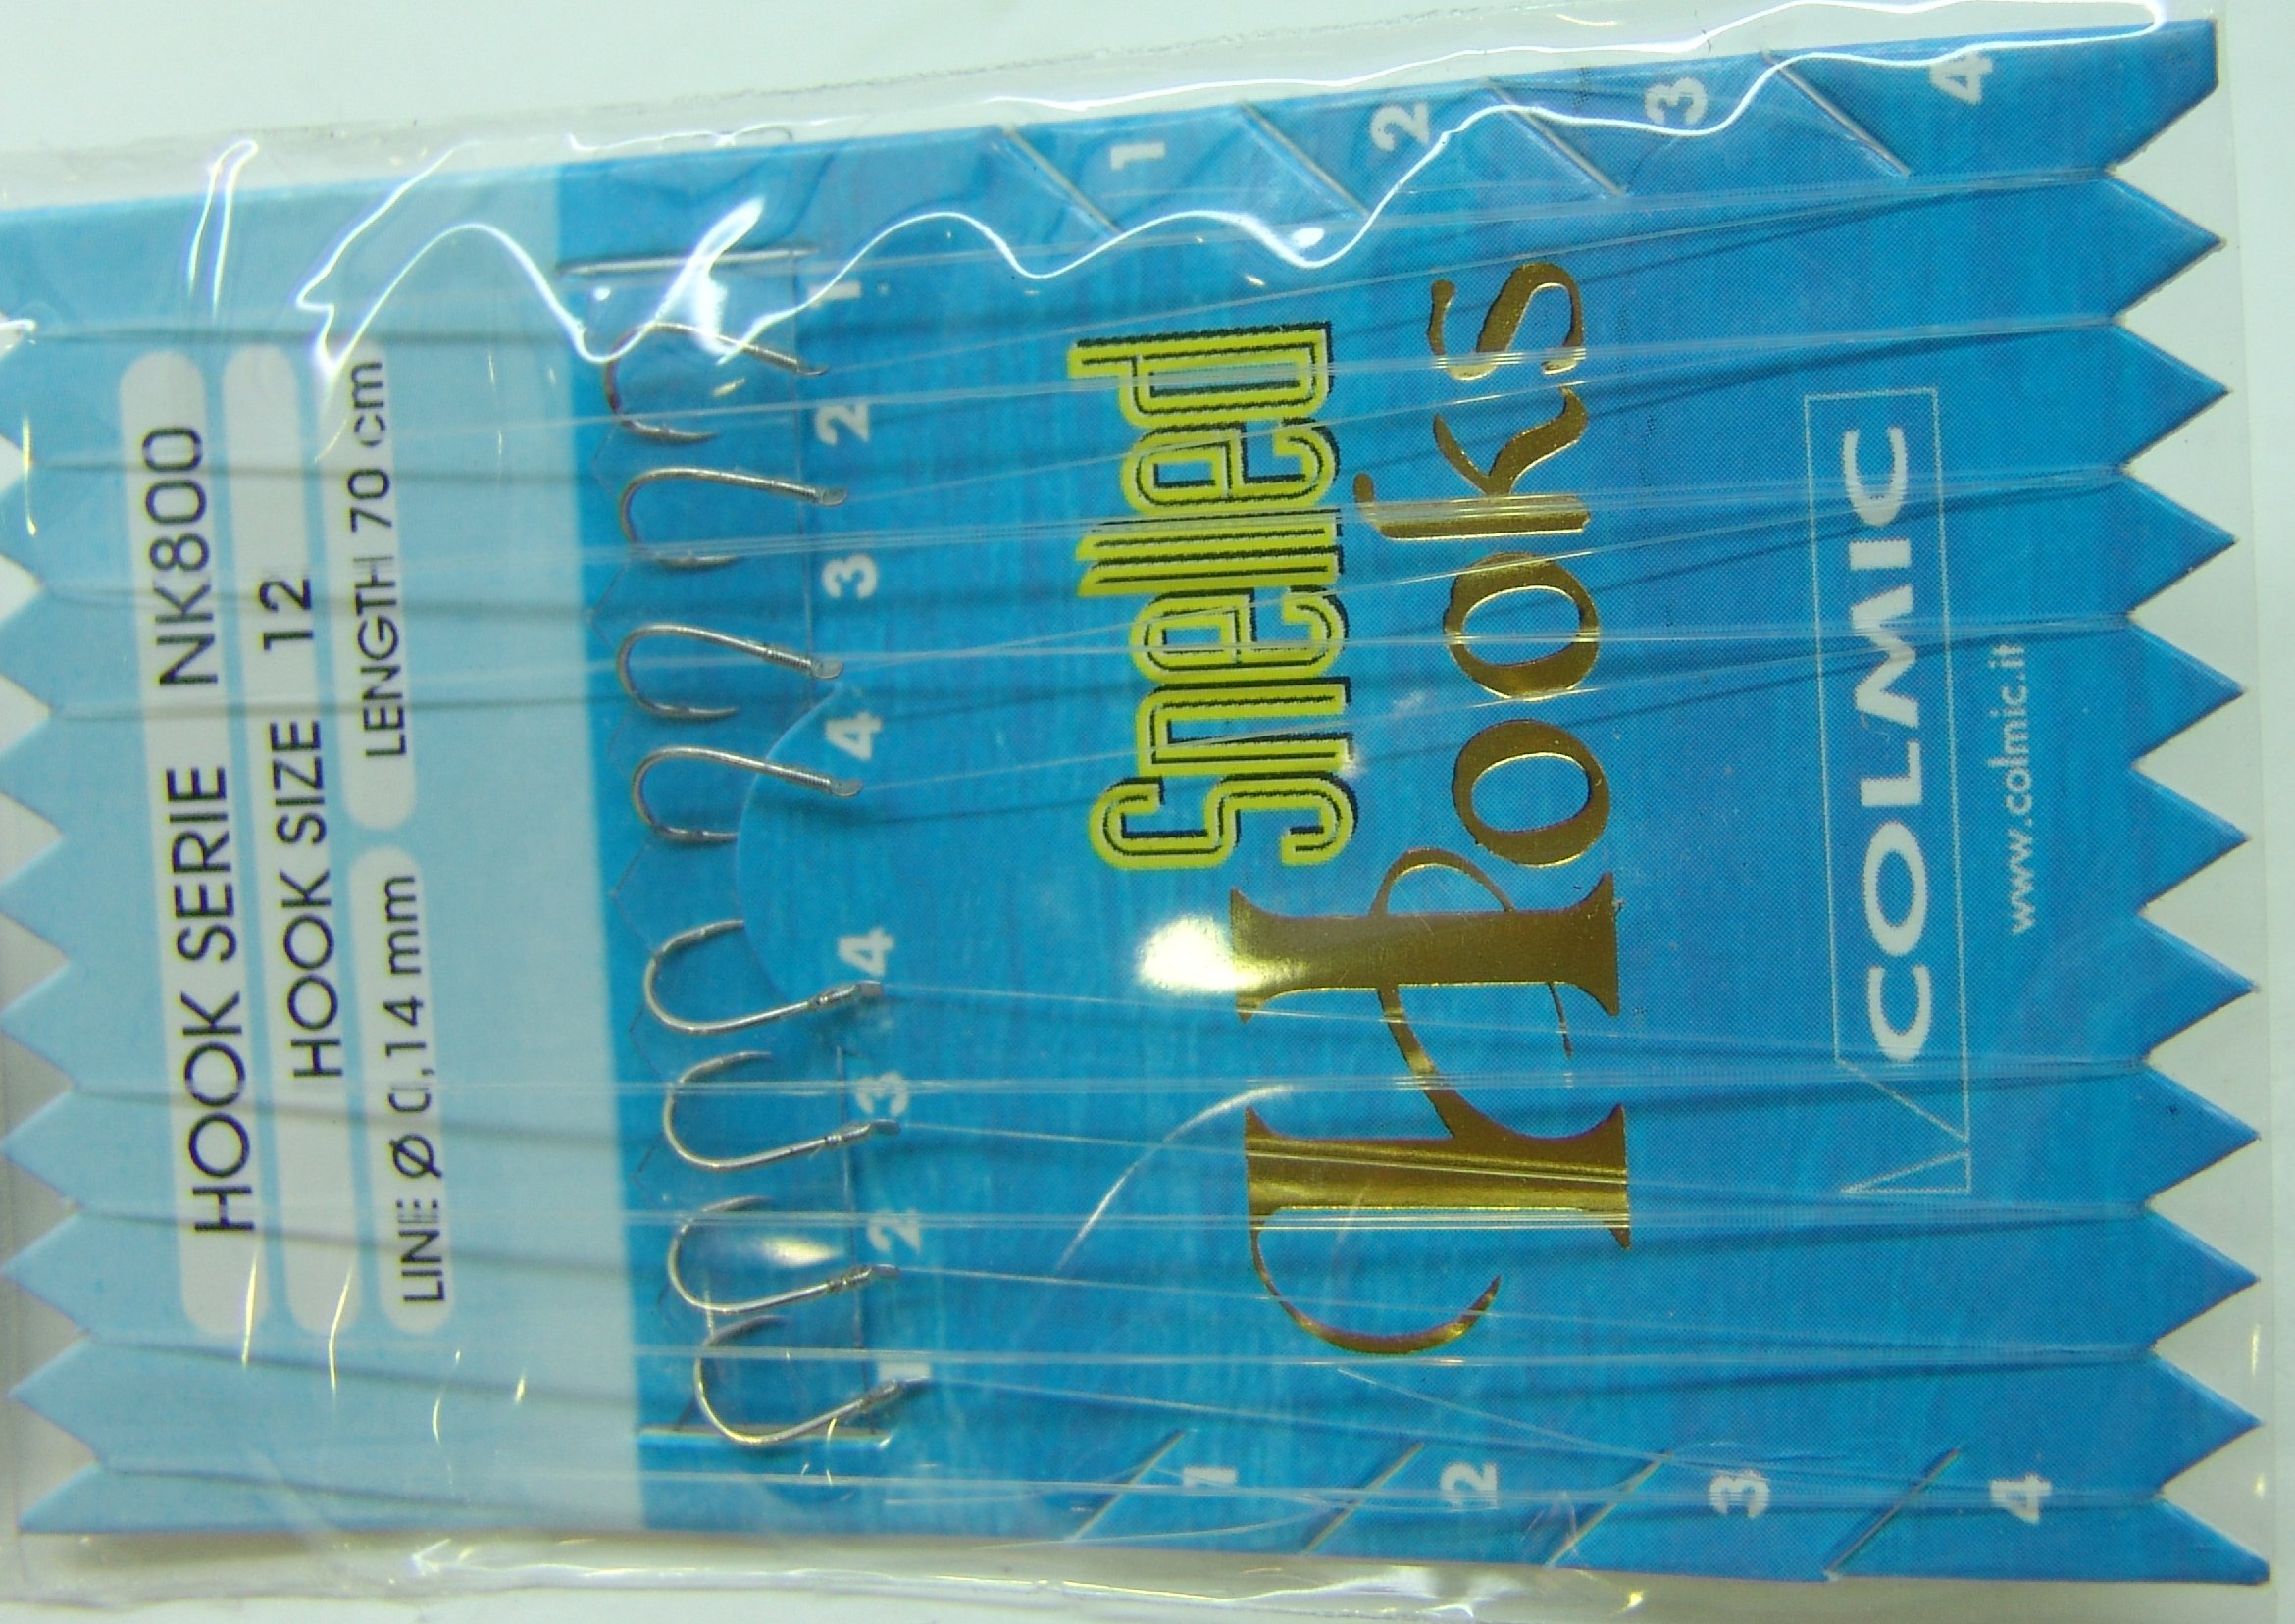 HOOK SERIE NK800
HOOK SIZE 12
LINE Ø 0,14 mm LENGTH 70 cm
1 2 3 4 4 3 2 1
1 1
2 2
3 3
4 4
Snelled
Hooks
COLMIC
www.colmic.it